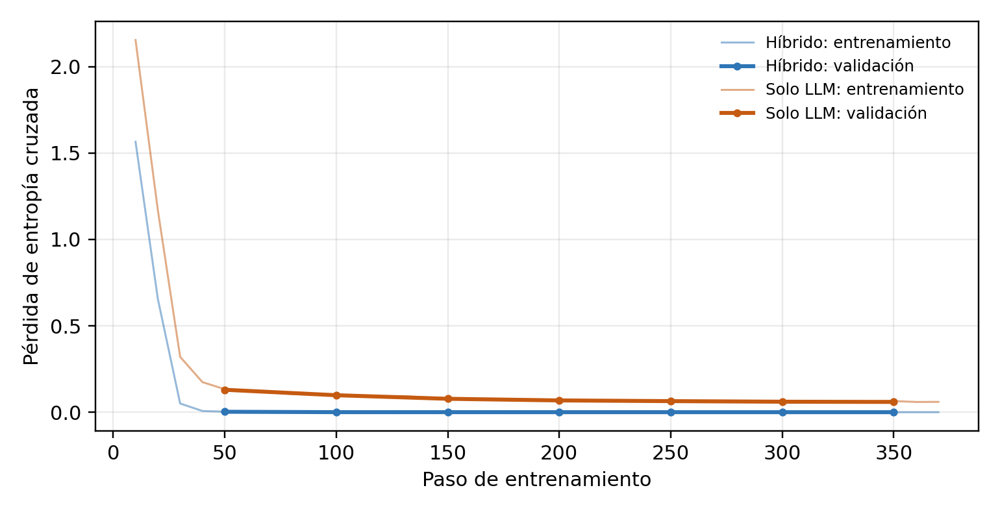 Híbrido: entrenamiento
Híbrido: validación
Solo LLM: entrenamiento
Solo LLM: validación
Pérdida de entropía cruzada
2.0
1.5
1.0
0.5
0.0
0 50 100 150 200 250 300 350
Paso de entrenamiento